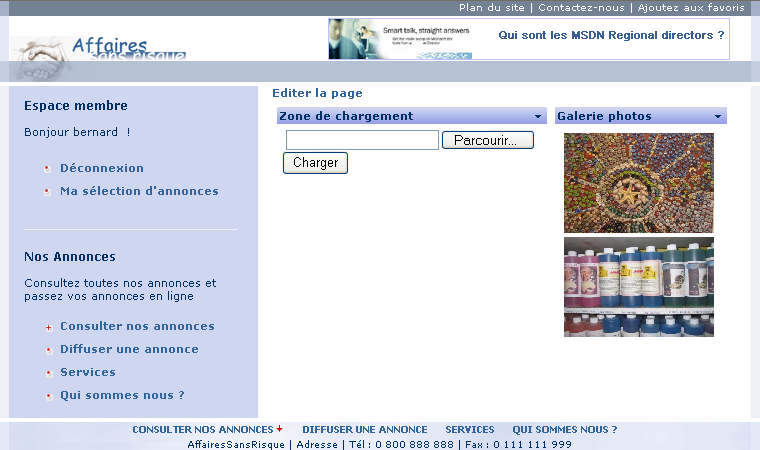 Plan du site | Contactez-nous | Ajoutez aux favoris
Affaires
sans risque
Smart talk, straight answers
Qui sont les MSDN Regional directors ?
Editer la page
Espace membre
Bonjour bernard !
Déconnexion
Ma sélection d'annonces
Nos Annonces
Consultez toutes nos annonces et
passez vos annonces en ligne
Consulter nos annonces
Diffuser une annonce
Services
Qui sommes nous ?
Zone de chargement
Parcourir...
Charger
Galerie photos
CONSULTER NOS ANNONCES
DIFFUSER UNE ANNONCE
SERVICES
QUI SOMMES NOUS ?
AffairesSansRisque | Adresse | Tél : 0 800 888 888 | Fax : 0 111 111 999